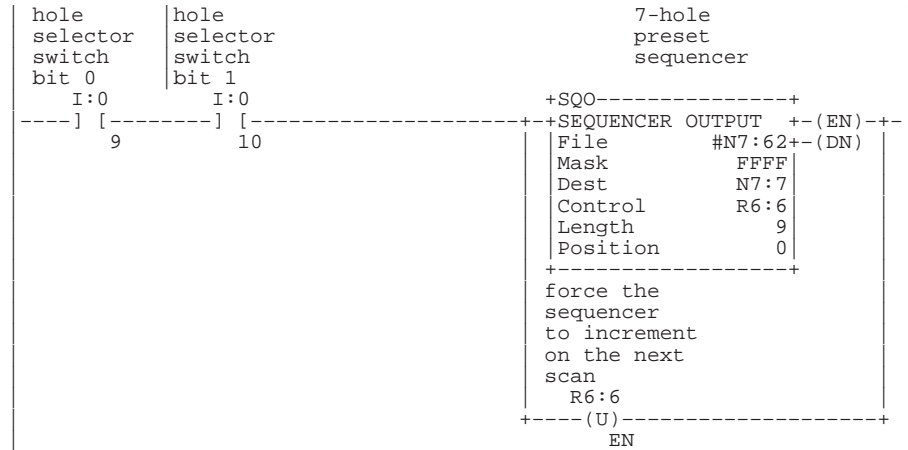 hole hole 7-hole
selector selector preset
switch switch sequencer
bit 0 bit 1
I:0 I:0 +SQO---------------+
|----] [--------] [--------------------+-+SEQUENCER OUTPUT +-(EN)-+-
9 10 |File #N7:62+-(DN) |
|Mask FFFF|
|Dest N7:7|
|Control R6:6|
|Length 9|
|Position 0|
+------------------+
force the
sequencer
to increment
on the next
scan
R6:6
+----(U)--------------------+
EN